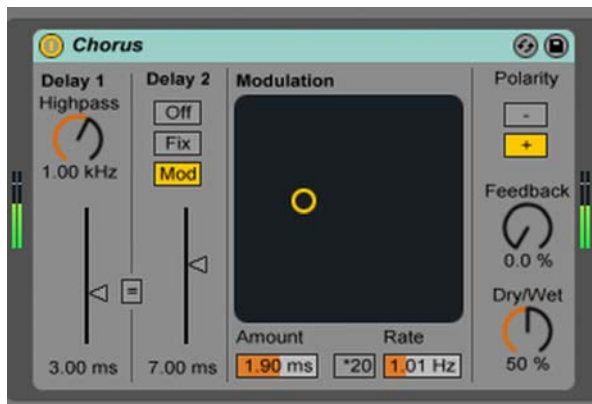 Chorus
Delay 1
Highpass
1.00 kHz
=
3.00 ms
Delay 2
Off
Fix
Mod
7.00 ms
Modulation
Amount
Rate
1.90 ms
*20
1.01 Hz
Polarity
-
+
Feedback
0.0 %
Dry/Wet
50 %